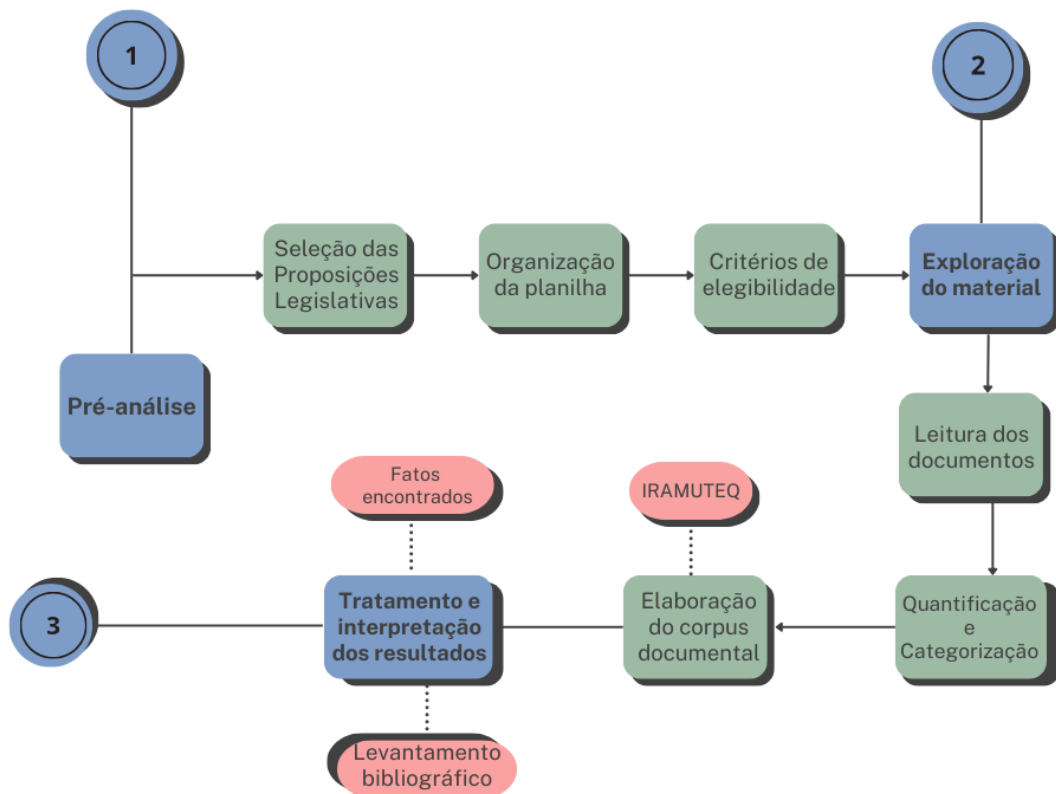 1
2
Seleção das
Proposições
Legislativas
Organização
da planilha
Critérios de
elegibilidade
Exploração
do material
Pré-análise
Leitura dos
documentos
Fatos
encontrados
IRAMUTEQ
3
Tratamento e
interpretação
dos resultados
Elaboração
do corpus
documental
Quantificação
e
Categorização
Levantamento
bibliográfico